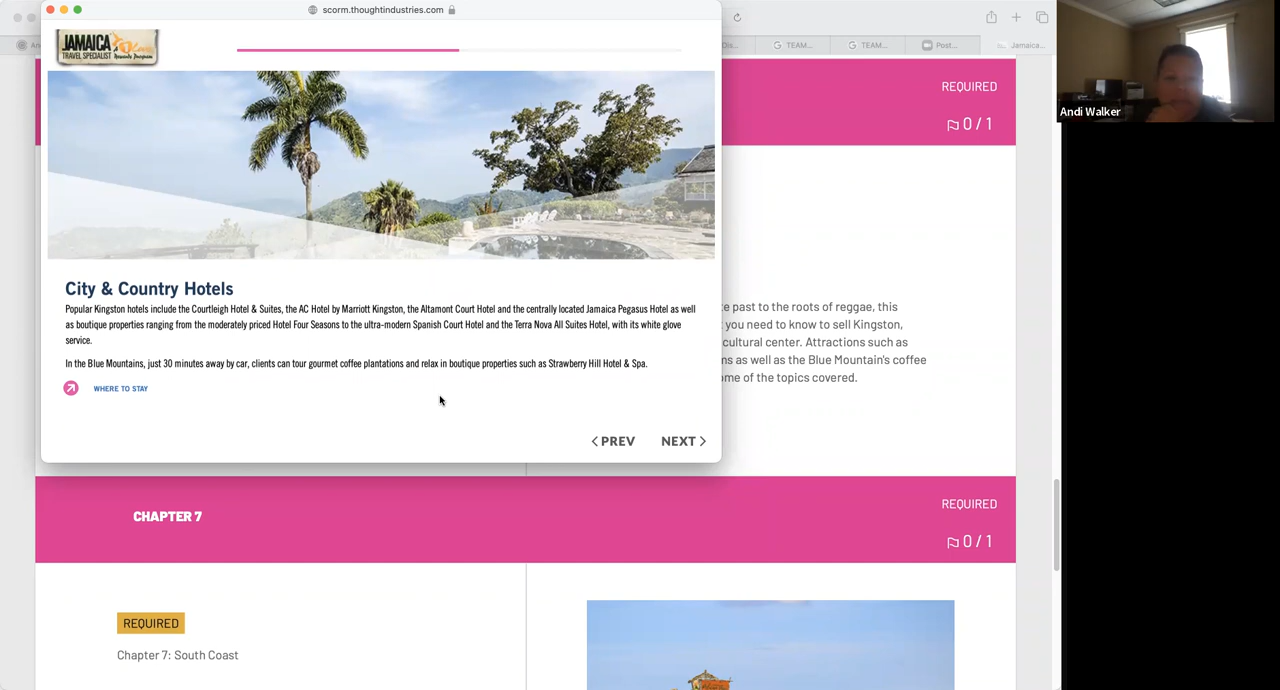 scorm.thoughtindustries.com
JAMAICA
TRAVEL SPECIALIST Rewards Program
TEAM...
TEAM...
Post...
Jamaica...
REQUIRED
0 / 1
Andi Walker
City & Country Hotels
Popular Kingston hotels include the Courtleigh Hotel & Suites, the AC Hotel by Marriott Kingston, the Altamont Court Hotel and the centrally located Jamaica Pegasus Hotel as well
as boutique properties ranging from the moderately priced Hotel Four Seasons to the ultra-modern Spanish Court Hotel and the Terra Nova All Suites Hotel, with its white glove
service.
In the Blue Mountains, just 30 minutes away by car, clients can tour gourmet coffee plantations and relax in boutique properties such as Strawberry Hill Hotel & Spa.
WHERE TO STAY
PREV
NEXT
e past to the roots of reggae, this
you need to know to sell Kingston,
cultural center. Attractions such as
ns as well as the Blue Mountain's coffee
ome of the topics covered.
CHAPTER 7
REQUIRED
0 / 1
REQUIRED
Chapter 7: South Coast